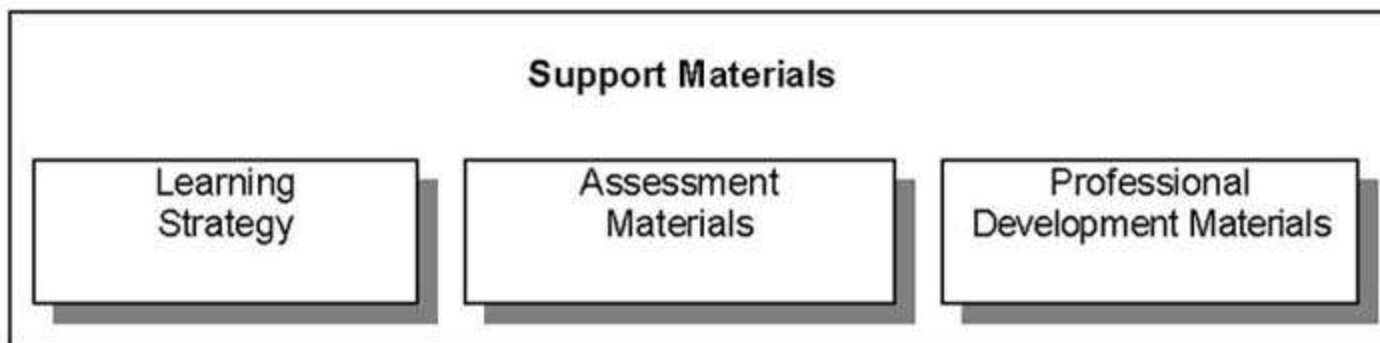 Support Materials
Learning
Strategy
Assessment
Materials
Professional
Development Materials